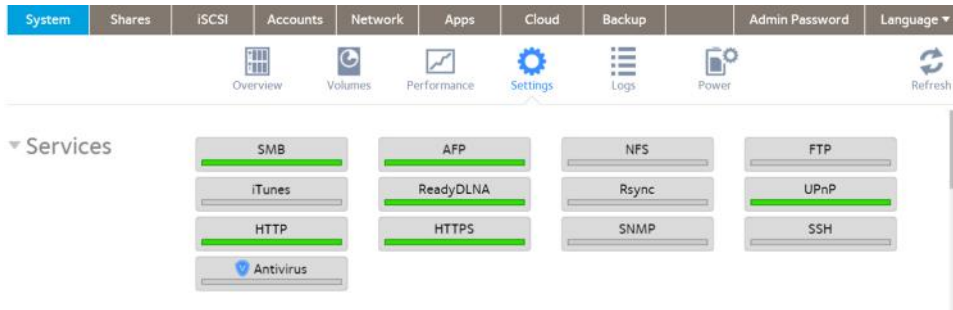 System Shares iSCSI Accounts Network Apps Cloud Backup Admin Password Language
Overview Volumes Performance Settings Logs Power Refresh
Services
SMB AFP NFS FTP
iTunes ReadyDLNA Rsync UPnP
HTTP HTTPS SNMP SSH
Antivirus